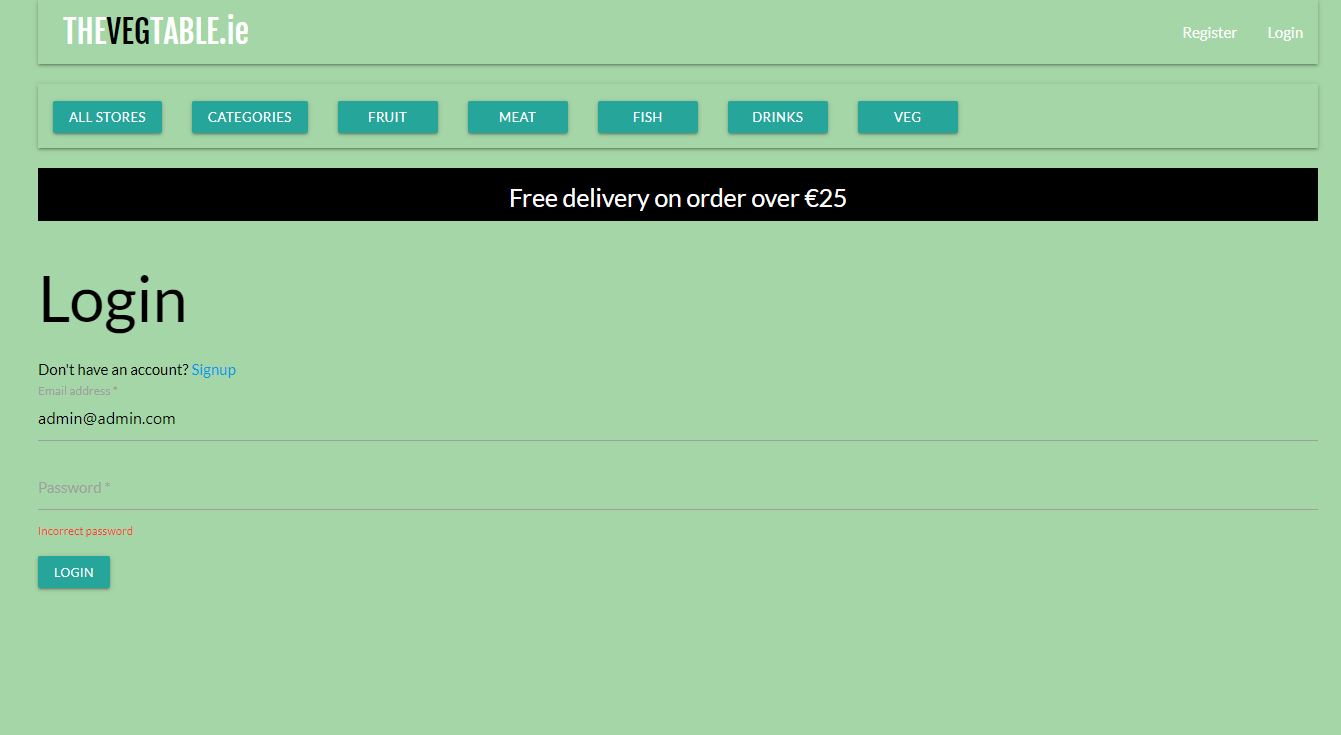 THEVEGTABLE.ie
Register Login
ALL STORES CATEGORIES FRUIT MEAT FISH DRINKS VEG
Free delivery on order over €25
Login
Don't have an account? Signup
Email address *
admin@admin.com
Password *
Incorrect password
LOGIN